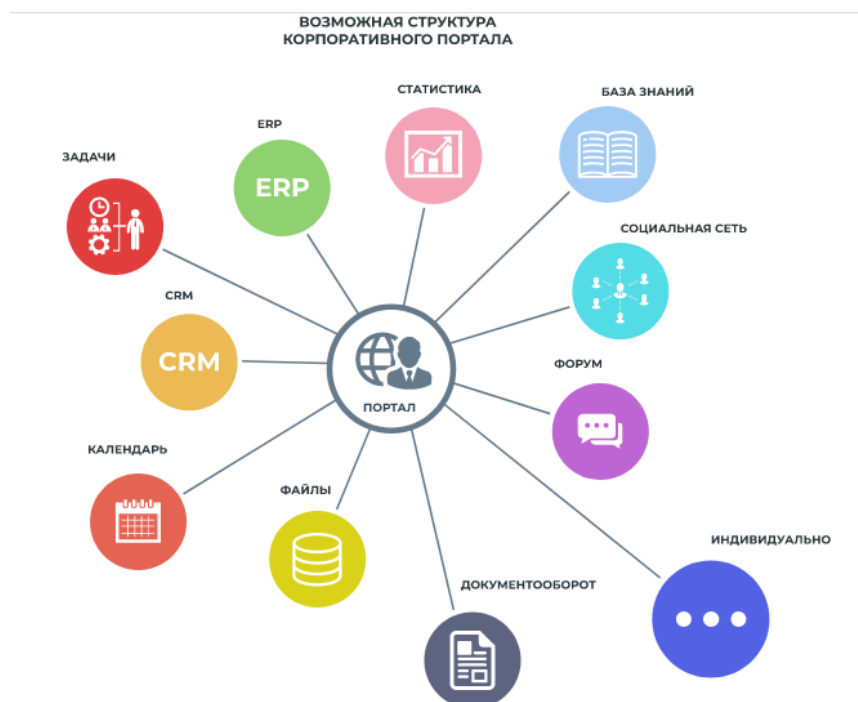 ВОЗМОЖНАЯ СТРУКТУРА
КОРПОРАТИВНОГО ПОРТАЛА
СТАТИСТИКА
БАЗА ЗНАНИЙ
ERP
ERP
ЗАДАЧИ
СОЦИАЛЬНАЯ СЕТЬ
CRM
CRM
ФОРУМ
ПОРТАЛ
КАЛЕНДАРЬ
ФАЙЛЫ
ИНДИВИДУАЛЬНО
ДОКУМЕНТООБОРОТ